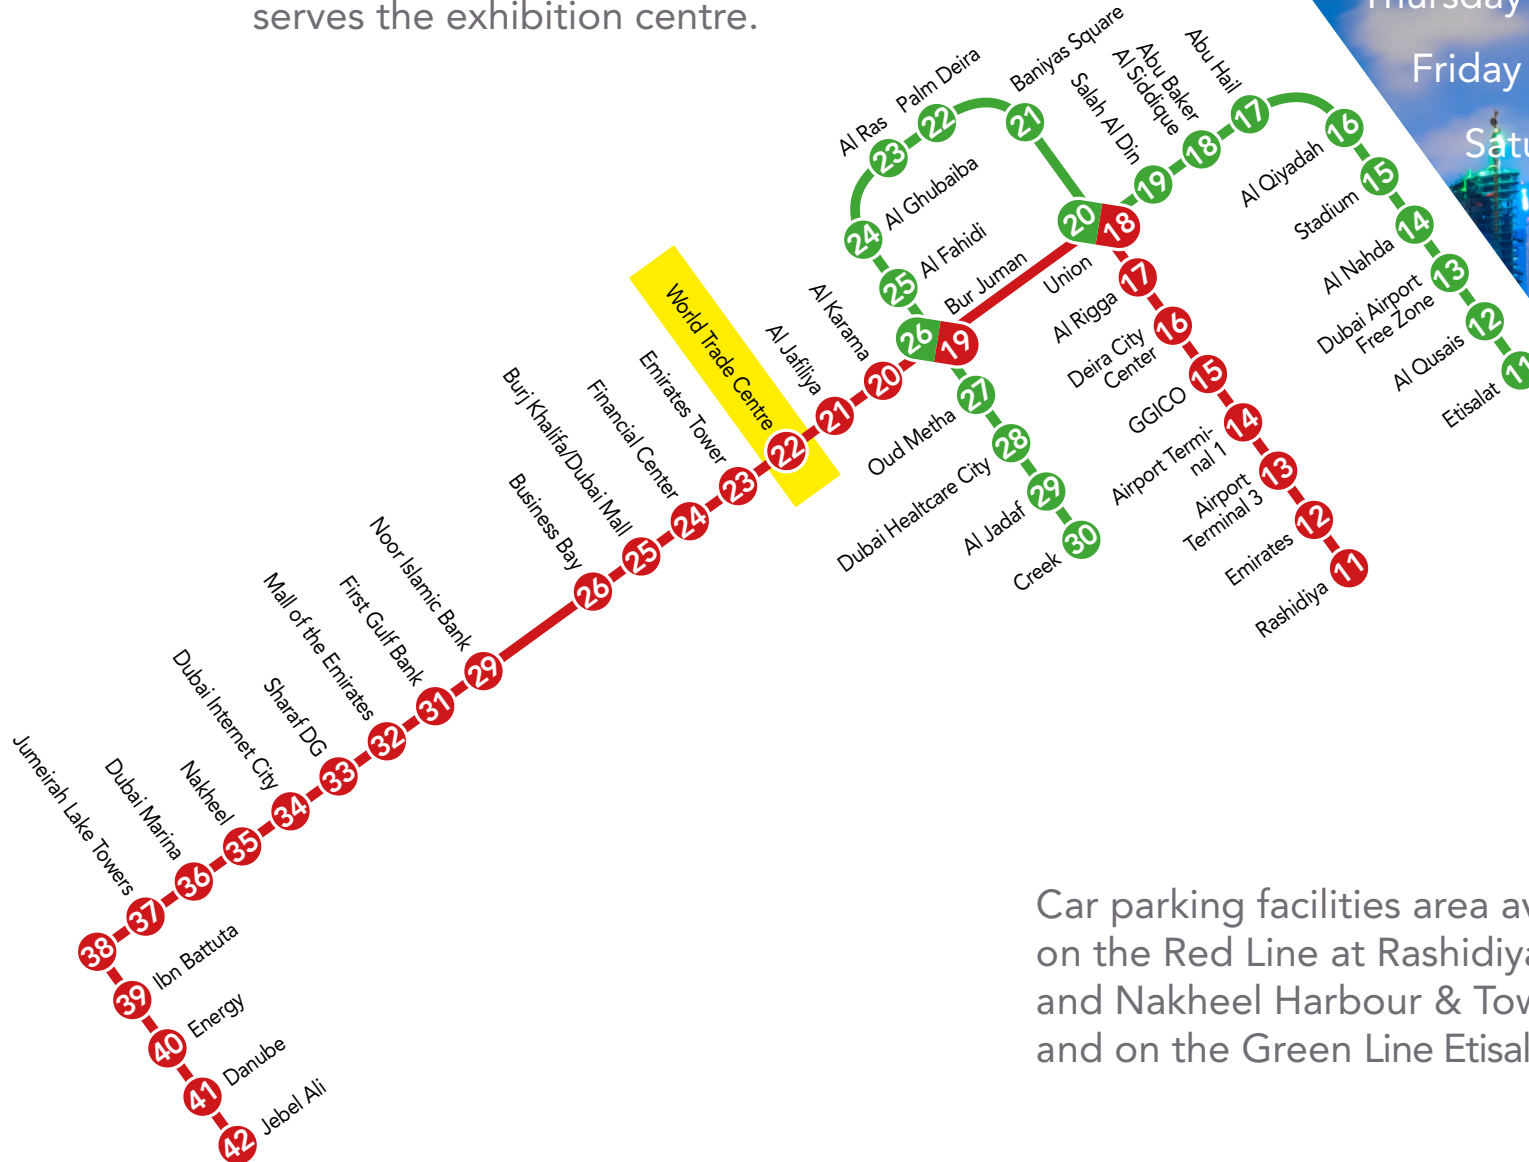 serves the exhibition centre.
Thursday
Friday
Satu
Al Ras
Palm Deira
Baniyas Square
Salah Al Din
Abu Baker
Al Siddique
Abu Hail
23
22
21
19
18
17
16
Al Qiyadah
15
Stadium
14
Al Nahda
13
Dubai Airport
Free Zone
12
Al Qusais
11
Etisalat
24
Al Ghubaiba
25
Al Fahidi
20
18
Union
Bur Juman
26
19
17
Al Rigga
16
Deira City
Center
15
GGICO
14
Airport Termi-
nal 1
13
Airport
Terminal 3
12
Emirates
11
Rashidiya
27
Oud Metha
28
Dubai Healtcare City
29
Al Jadaf
30
Creek
Al Karama
20
Al Jafiliya
21
World Trade Centre
22
Emirates Tower
23
Financial Center
24
Burj Khalifa/Dubai Mall
25
Business Bay
26
Noor Islamic Bank
29
First Gulf Bank
31
Mall of the Emirates
32
Sharaf DG
33
Dubai Internet City
34
Nakheel
35
Dubai Marina
36
Jumeirah Lake Towers
37
38
39
Ibn Battuta
40
Energy
41
Danube
42
Jebel Ali
Car parking facilities area av
on the Red Line at Rashidiya
and Nakheel Harbour & Tow
and on the Green Line Etisal